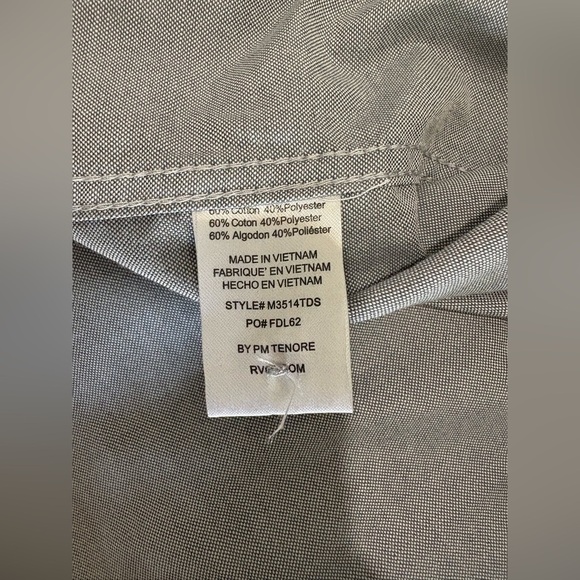 60% Cotton 40%Polyester
60% Coton 40%Polyester
60% Algodon 40%Poliéster
MADE IN VIETNAM
FABRIQUE' EN VIETNAM
HECHO EN VIETNAM
STYLE# M3514TDS
PO# FDL62
BY PM TENORE